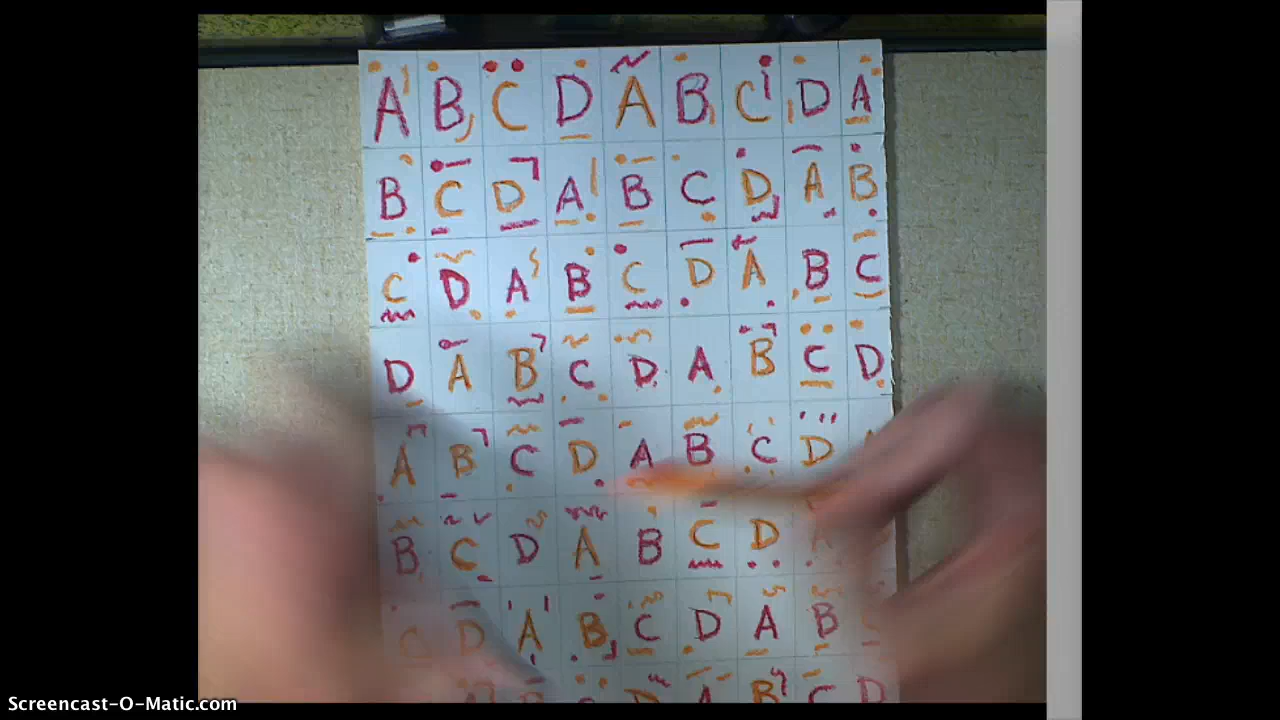 A B C D A B C D A
B C D A B C D A B
C D A B C D A B C
D A B C D A B C D
A B C D A B C D
B C D A B C D A
C D A B C D A B
D A B C D
Screencast-O-Matic.com